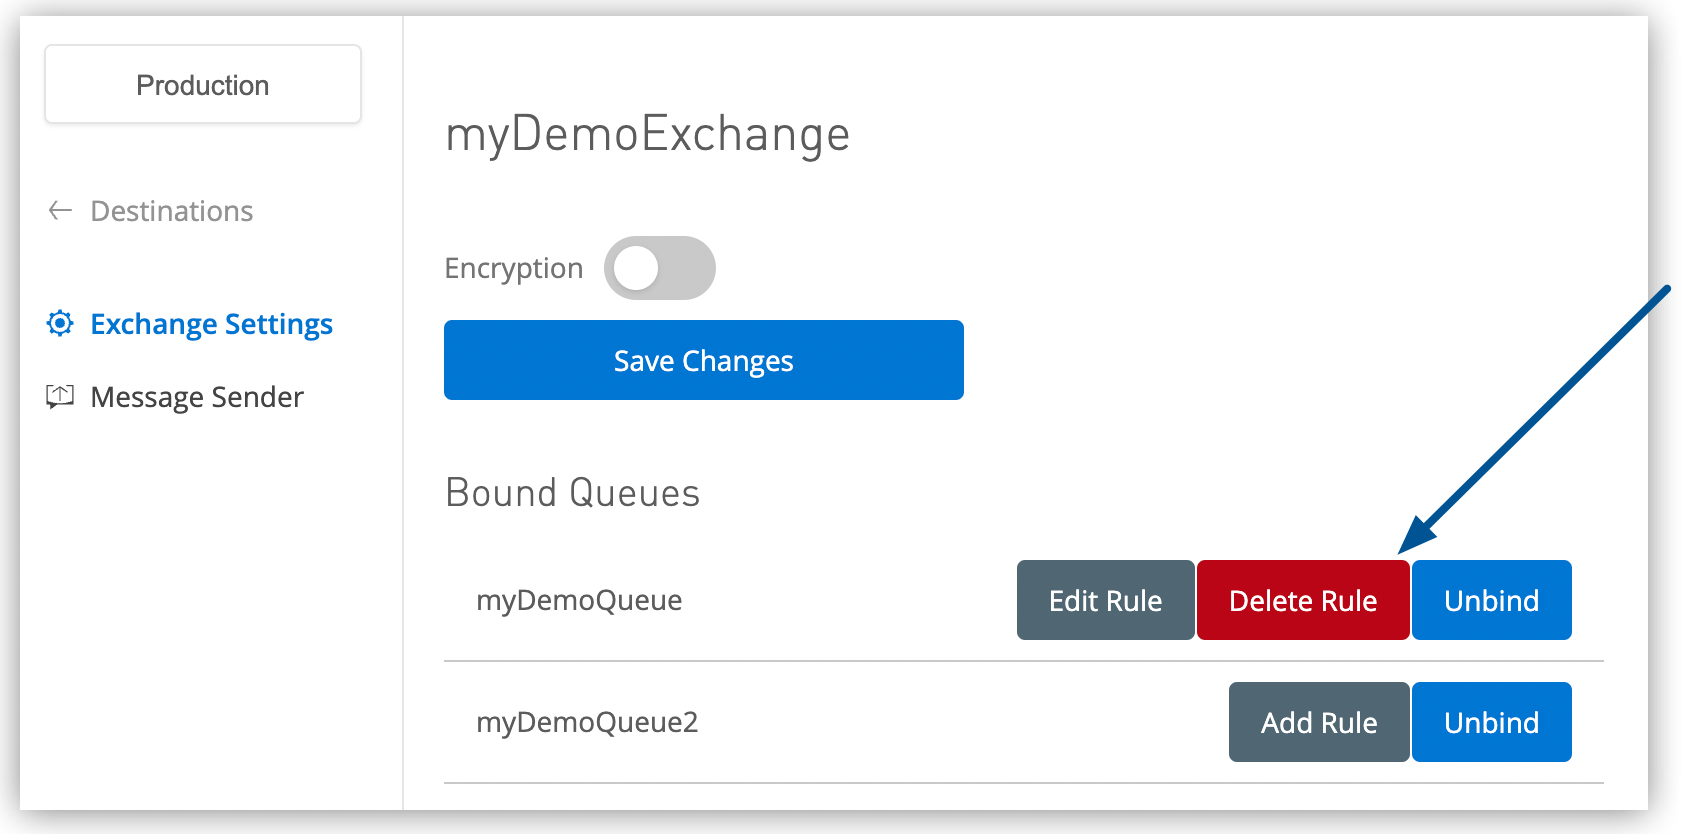 Production
Destinations
Exchange Settings
Message Sender
myDemoExchange
Encryption
Save Changes
Bound Queues
myDemoQueue Edit Rule Delete Rule Unbind
myDemoQueue2 Add Rule Unbind